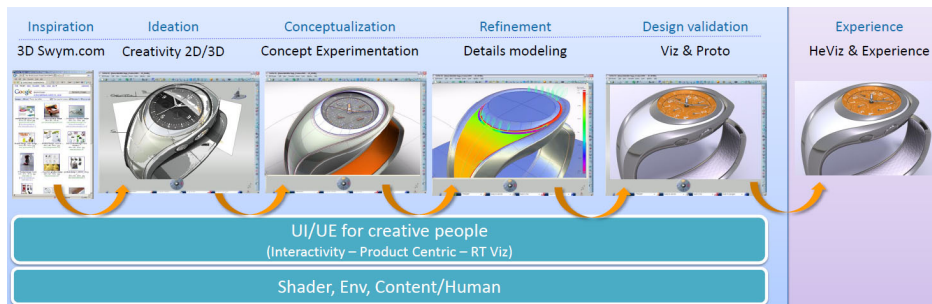 Inspiration
Ideation
Conceptualization
Refinement
Design validation
Experience
3D Swym.com
Creativity 2D/3D
Concept Experimentation
Details modeling
Viz & Proto
HeViz & Experience
Google
UI/UE for creative people
(Interactivity – Product Centric – RT Viz)
Shader, Env, Content/Human